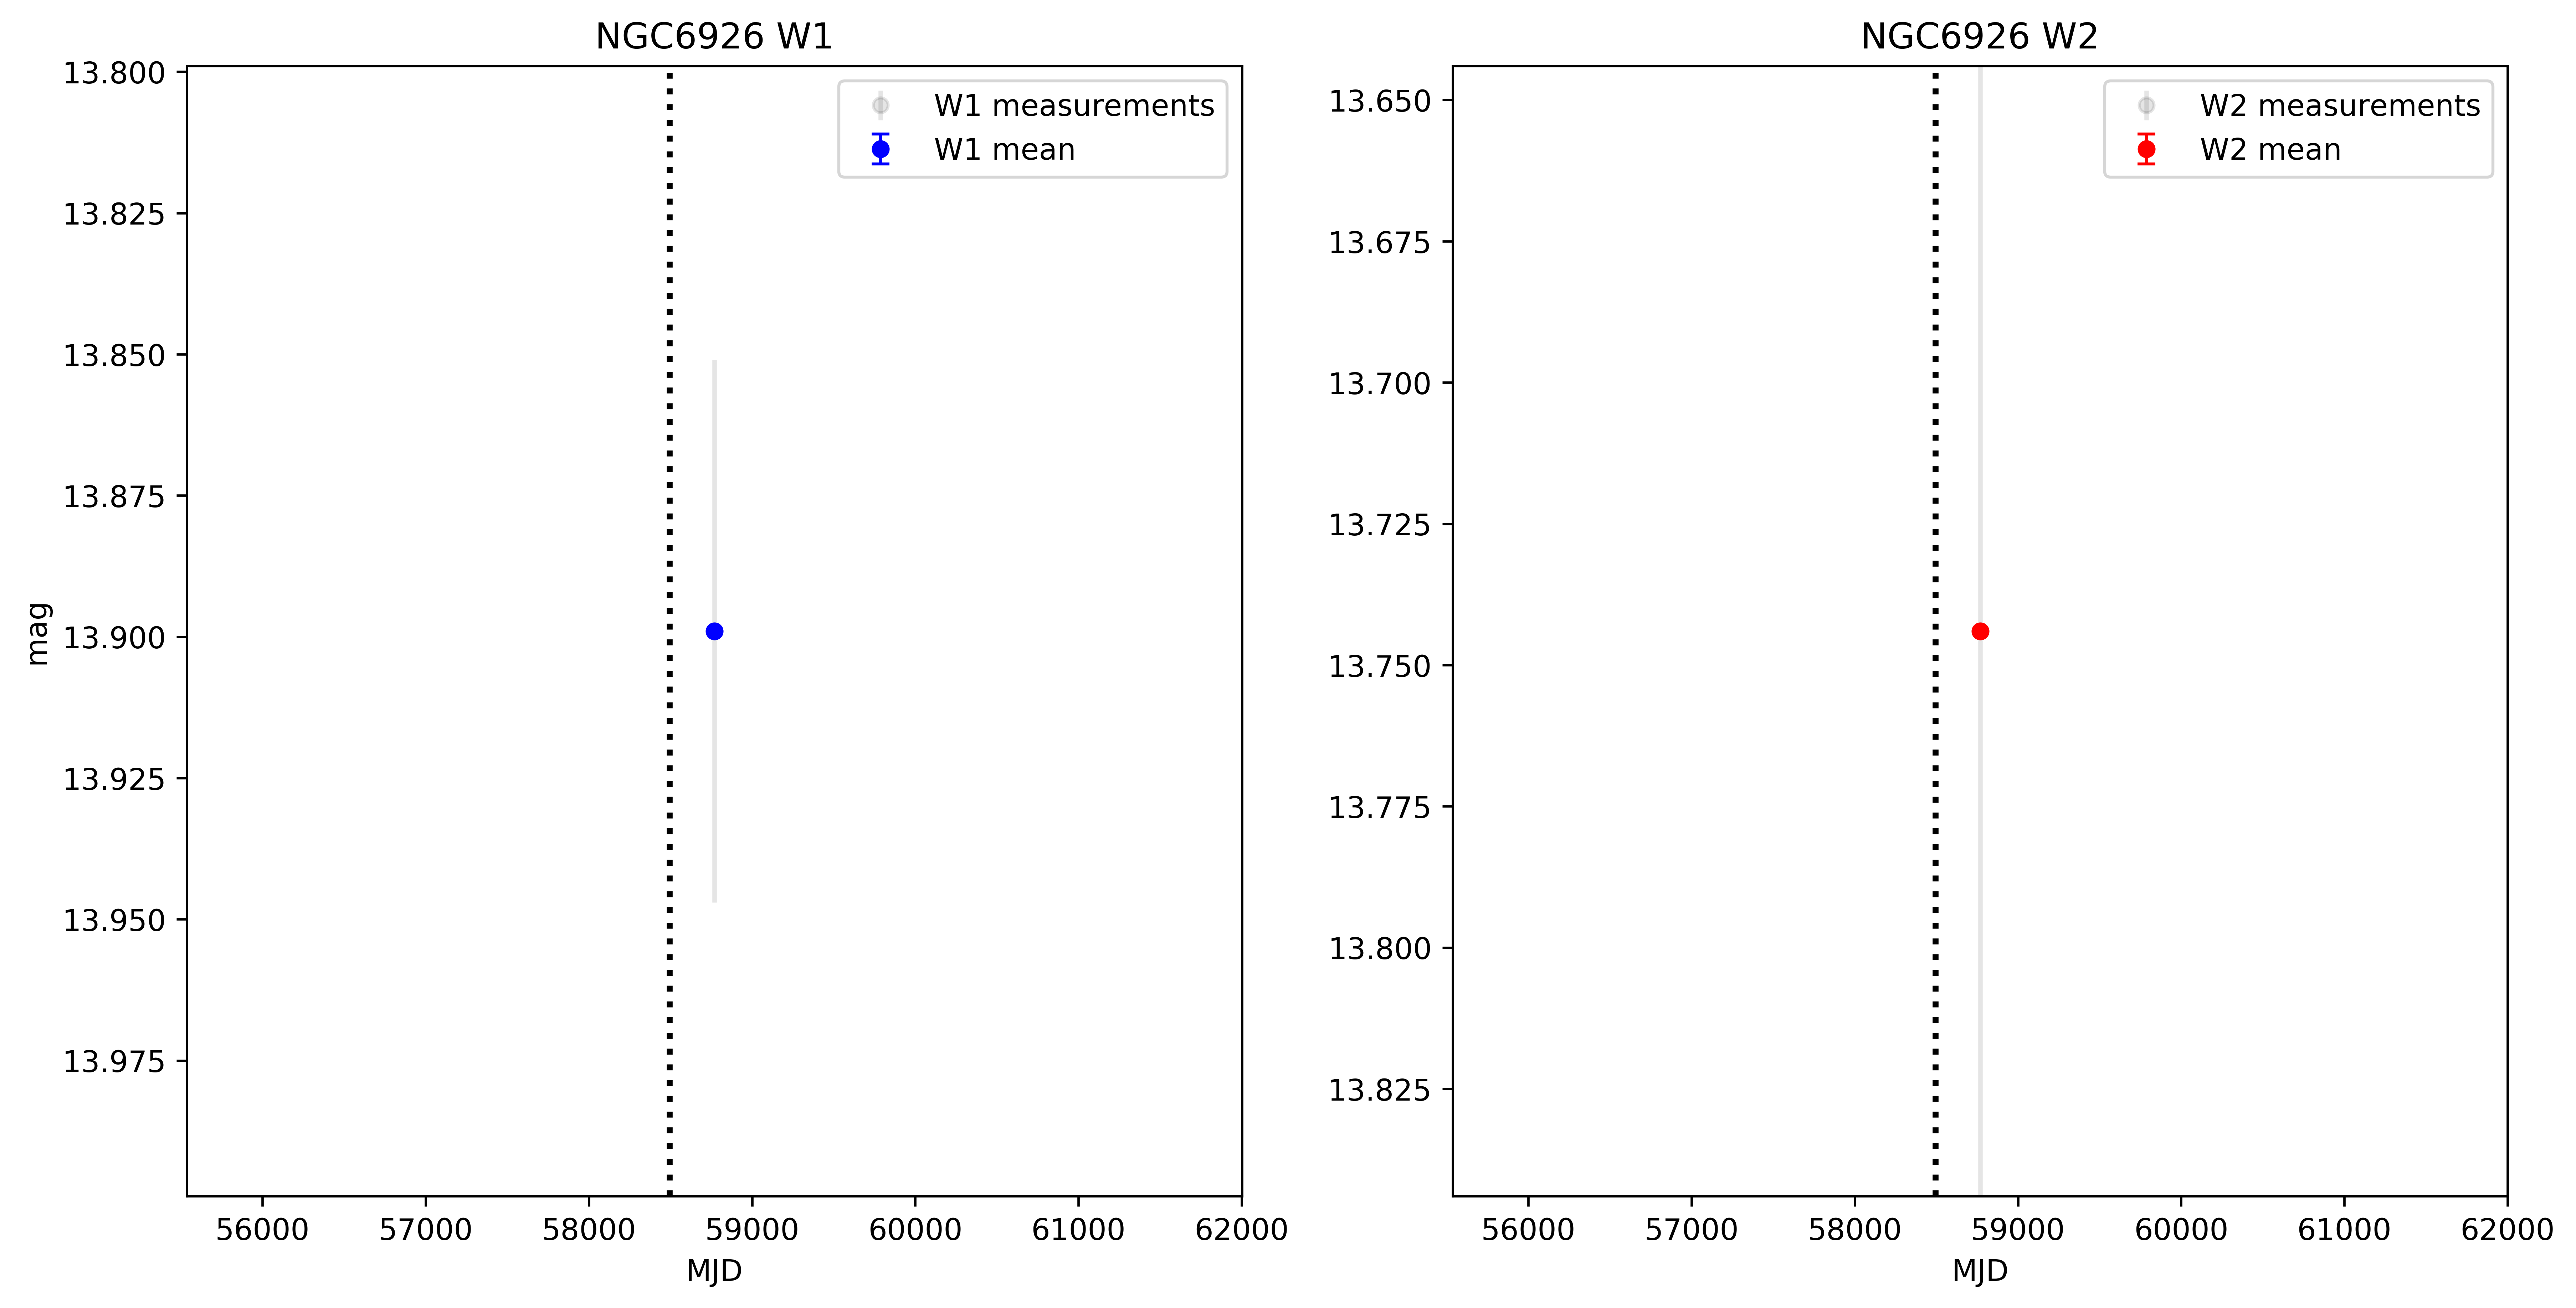 NGC6926 W1
13.800
13.825
13.850
13.875
13.900
13.925
13.950
13.975
mag
W1 measurements
W1 mean
56000 57000 58000 59000 60000 61000 62000
MJD
NGC6926 W2
13.650
13.675
13.700
13.725
13.750
13.775
13.800
13.825
W2 measurements
W2 mean
56000 57000 58000 59000 60000 61000 62000
MJD